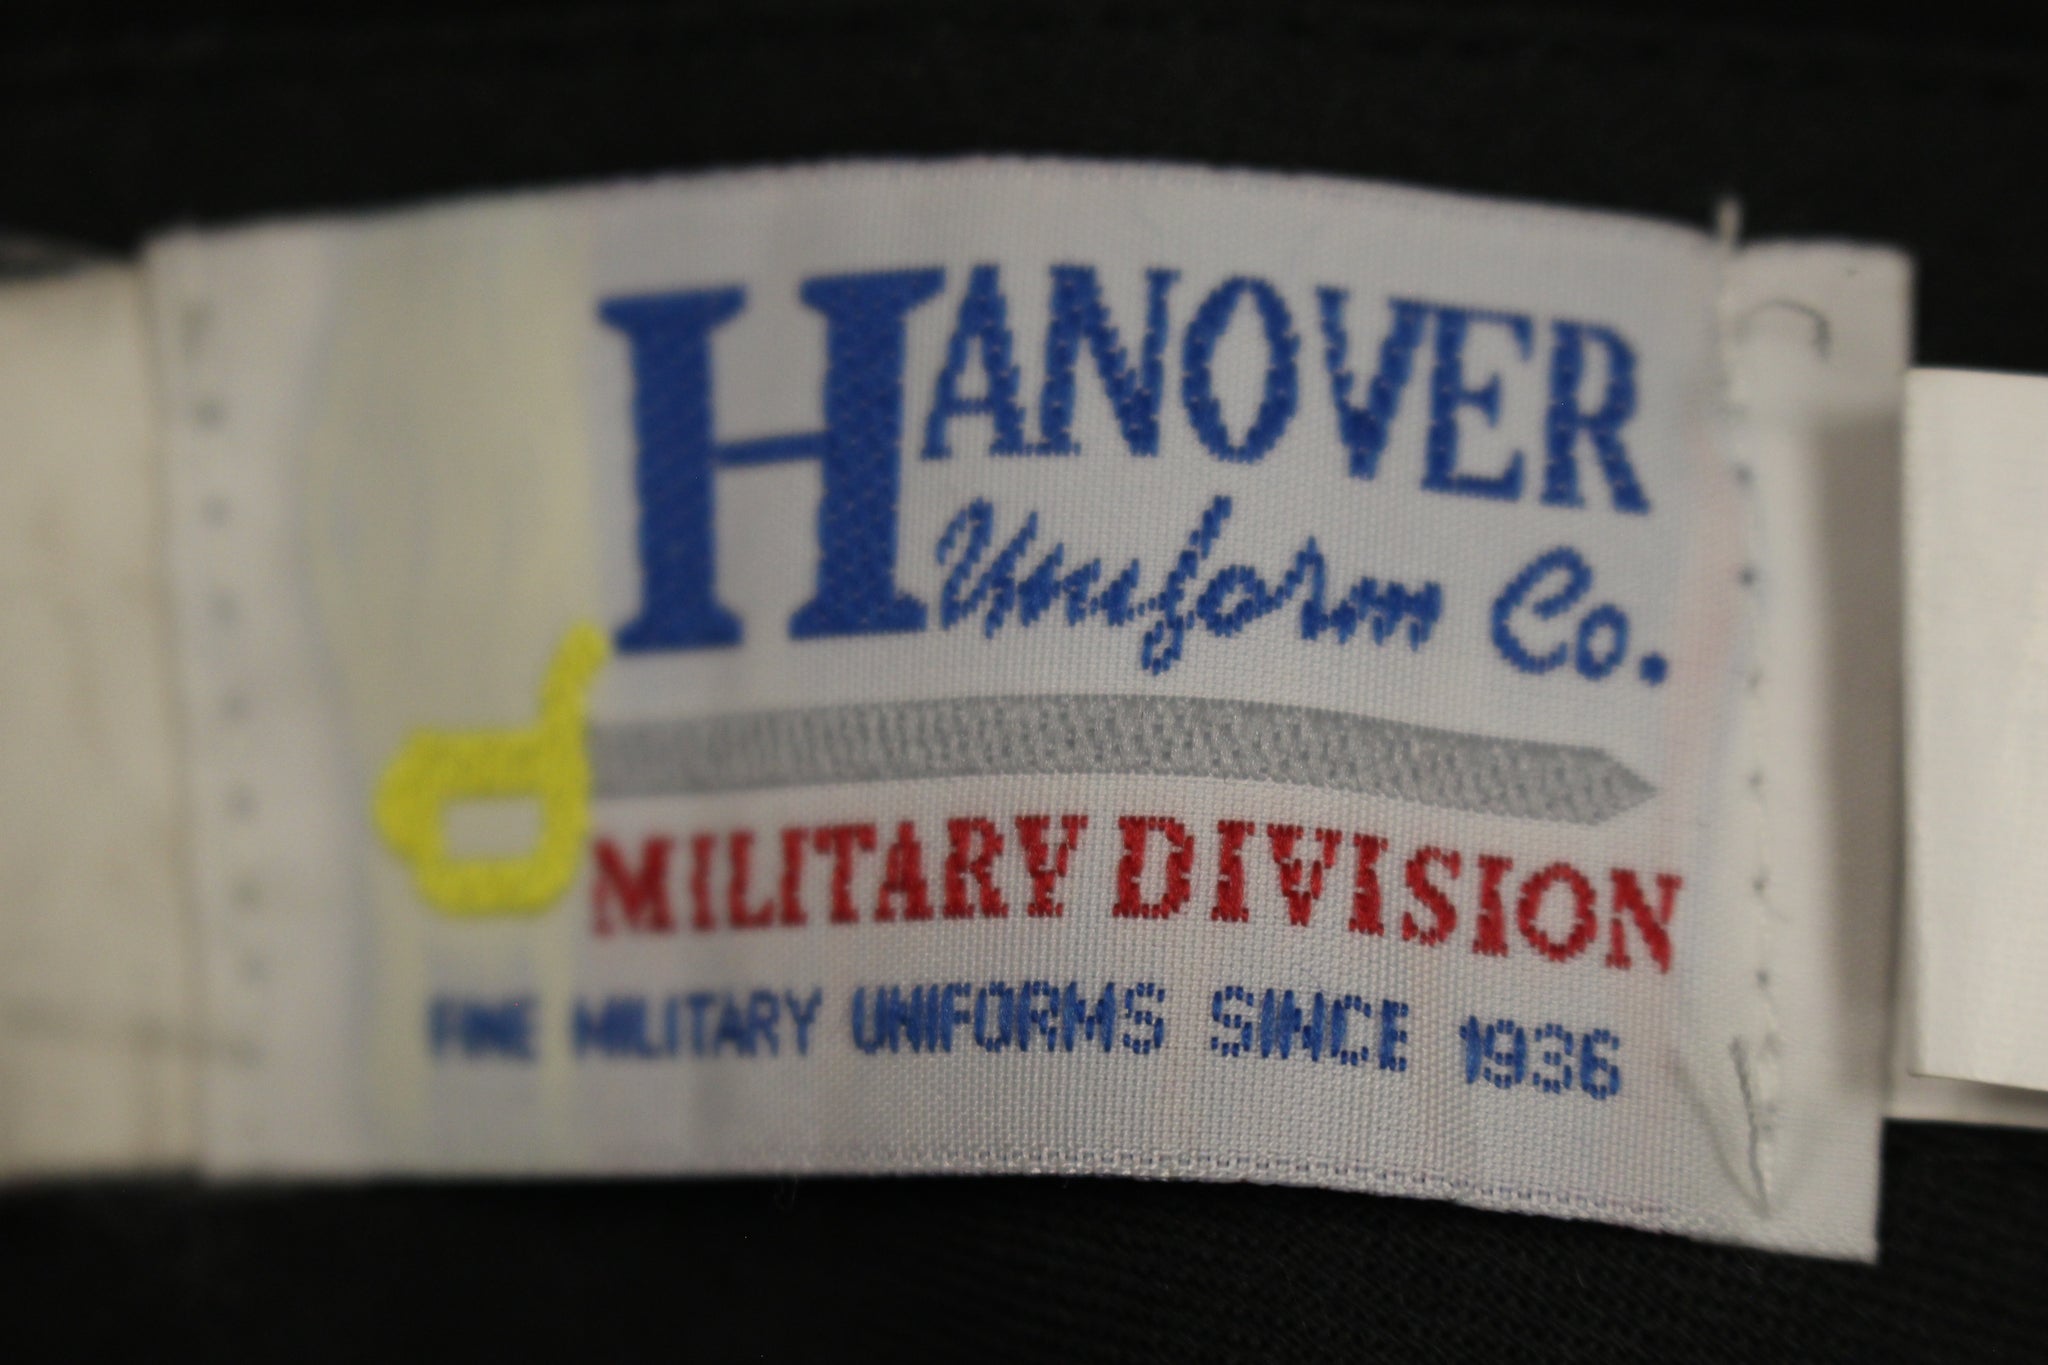 HANOVER
Uniform Co.
MILITARY DIVISION
FINE MILITARY UNIFORMS SINCE 1936